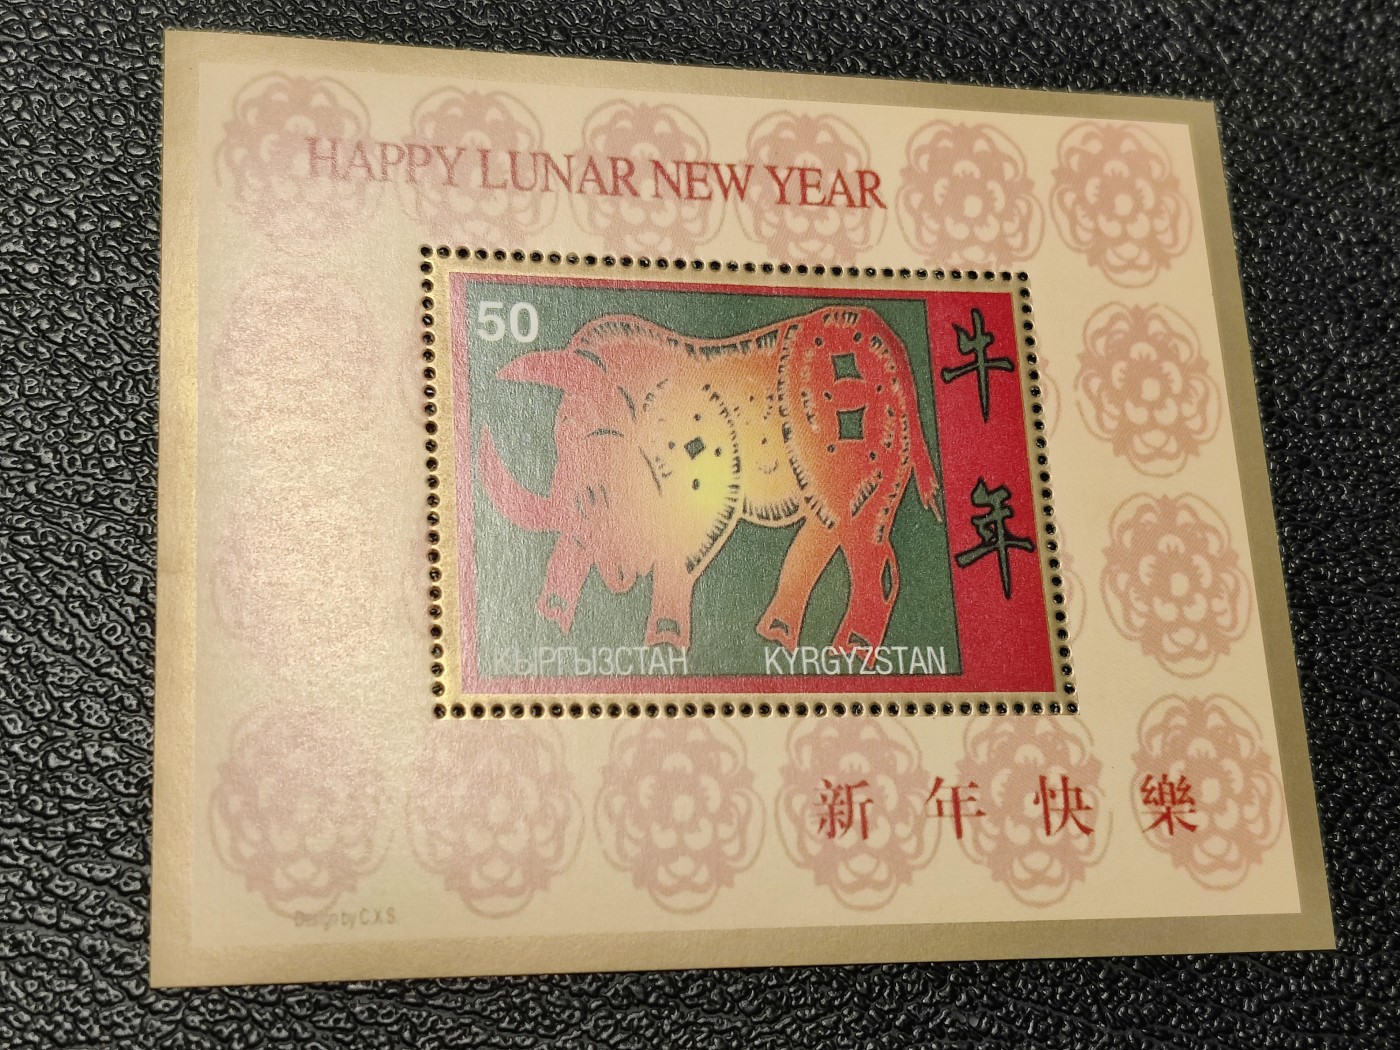 HAPPY LUNAR NEW YEAR
50
牛
年
КЫРГЫЗСТАН KYRGYZSTAN
新年快樂
Design by C.X.S